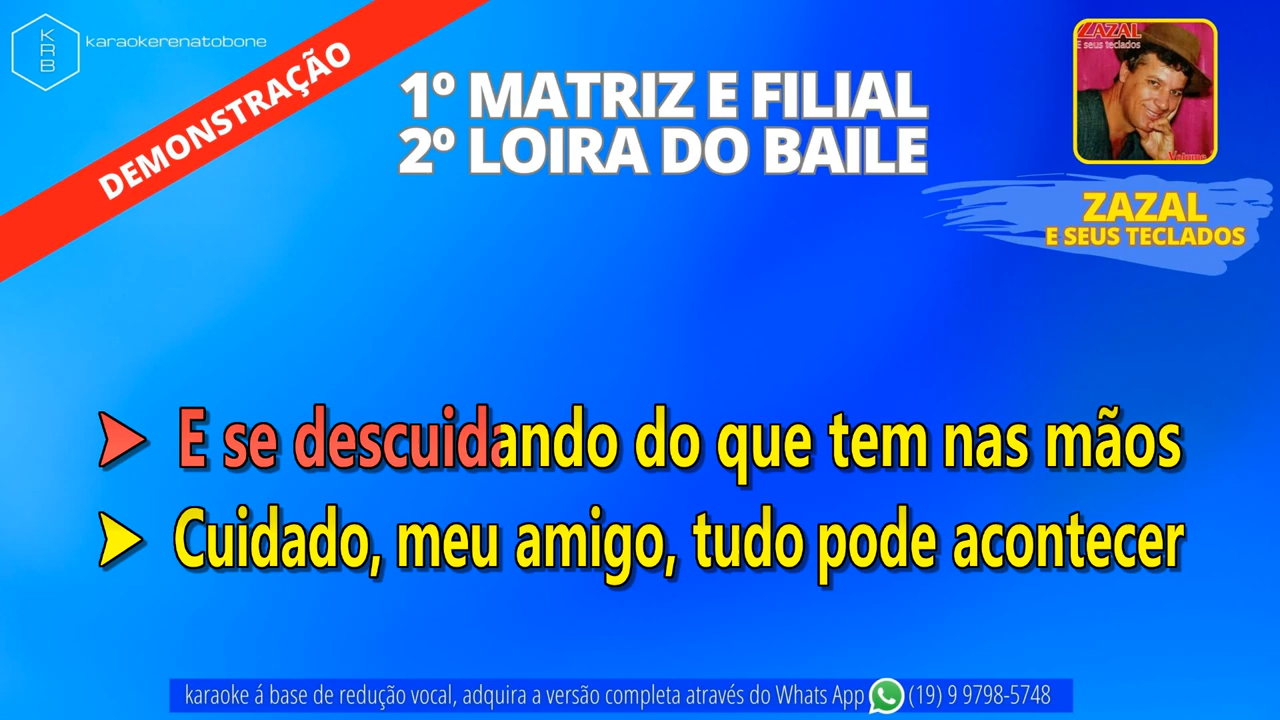 KRB
karaokerenatobone
DEMONSTRAÇÃO
1º MATRIZ E FILIAL
2º LOIRA DO BAILE
ZAZAL
E seus teclados
Volume
ZAZAL
E SEUS TECLADOS
E se descuidando do que tem nas mãos
Cuidado, meu amigo, tudo pode acontecer
karaoke á base de redução vocal, adquira a versão completa através do Whats App (19) 9 9798-5748